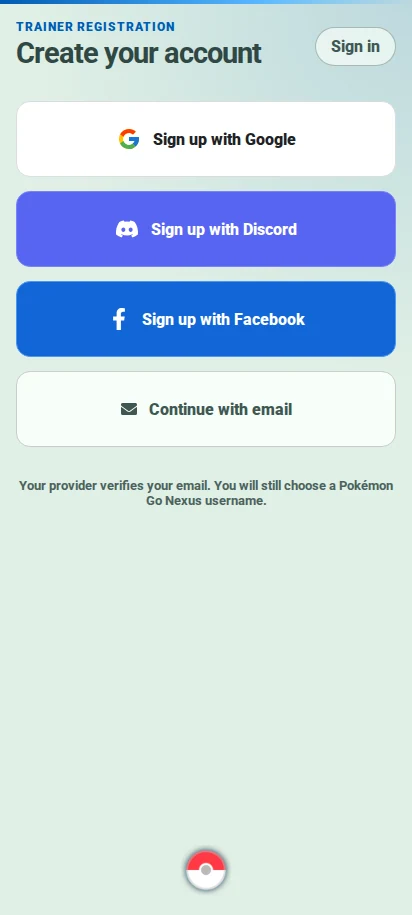 TRAINER REGISTRATION
Create your account
Sign in
Sign up with Google
Sign up with Discord
Sign up with Facebook
Continue with email
Your provider verifies your email. You will still choose a Pokémon
Go Nexus username.